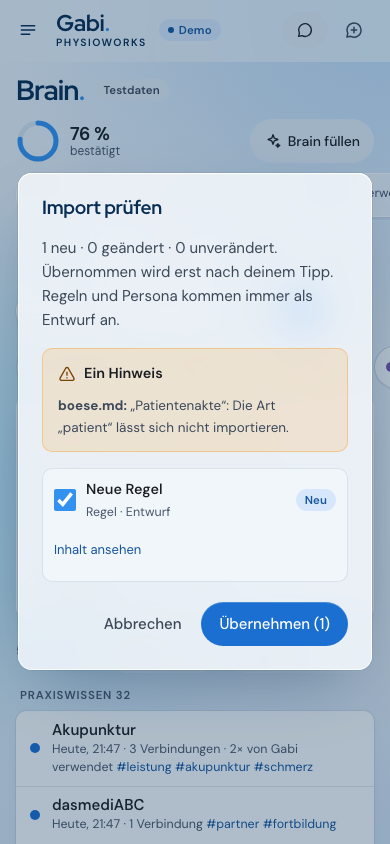 Gabi.
PHYSIOWORKS
Demo
Brain.
Testdaten
76 %
bestätigt
Brain füllen
Import prüfen
1 neu · 0 geändert · 0 unverändert.
Übernommen wird erst nach deinem Tipp.
Regeln und Persona kommen immer als
Entwurf an.
Ein Hinweis
boese.md: „Patientenakte“: Die Art
„patient“ lässt sich nicht importieren.
Neue Regel
Regel · Entwurf
Neu
Inhalt ansehen
Abbrechen
Übernehmen (1)
PRAXISWISSEN 32
Akupunktur
Heute, 21:47 · 3 Verbindungen · 2× von Gabi
verwendet #leistung #akupunktur #schmerz
dasmediABC
Heute, 21:47 · 1 Verbindung #partner #fortbildung